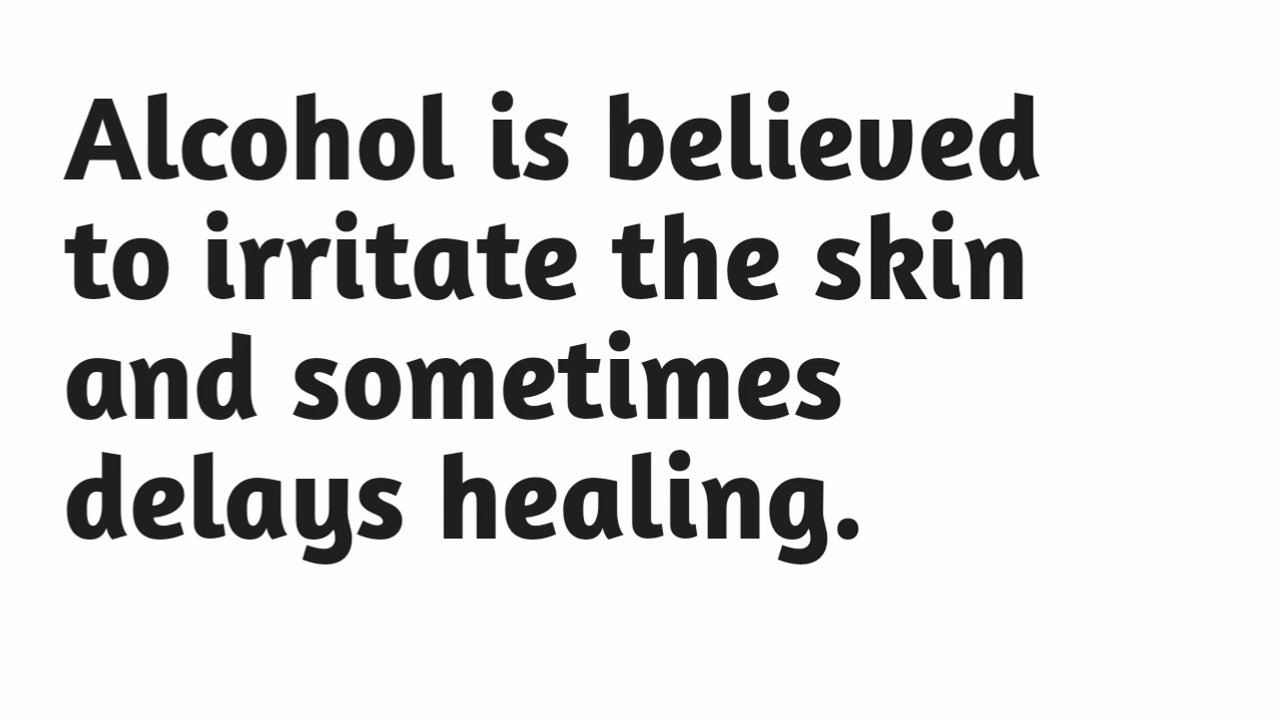 Alcohol is believed
to irritate the skin
and sometimes
delays healing.